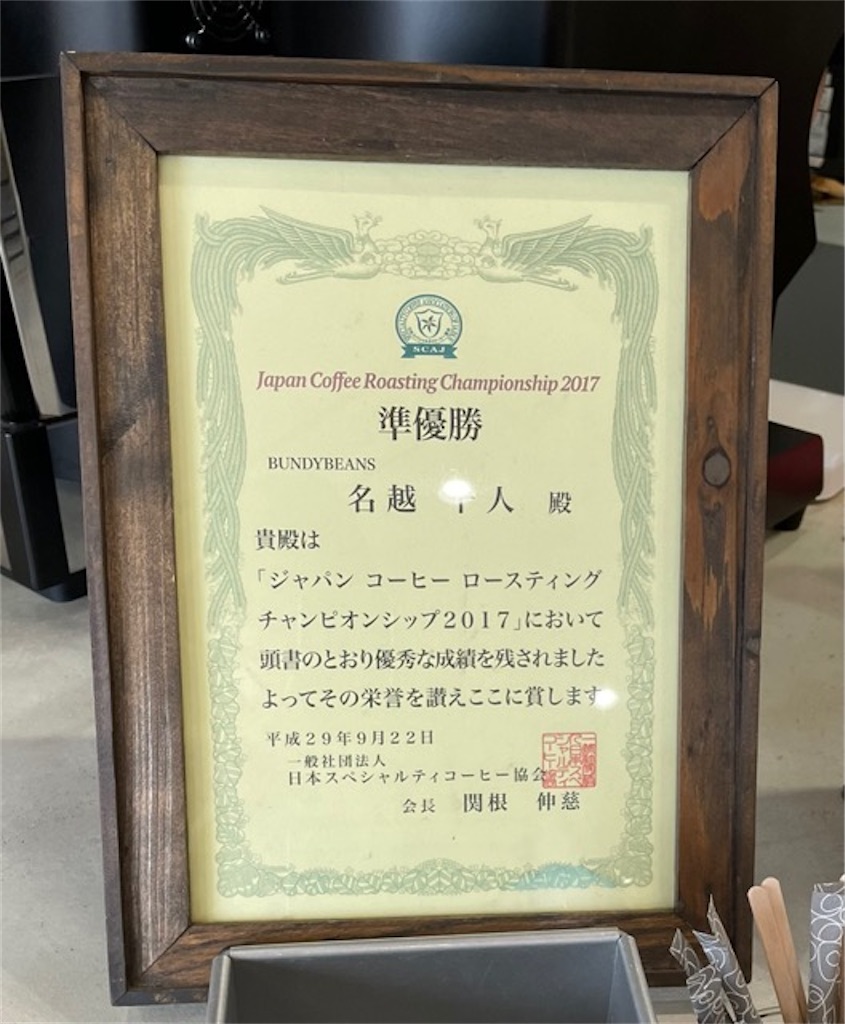 SCAJ
Japan Coffee Roasting Championship 2017
準優勝
BUNDYBEANS
名越 人 殿
貴殿は
「ジャパン コーヒー ロースティング
チャンピオンシップ2017」において
頭書のとおり優秀な成績を残されました
よってその栄誉を讃えここに賞します
平成29年9月22日
一般社団法人
日本スペシャルティコーヒー協会
会長 関根 伸慈